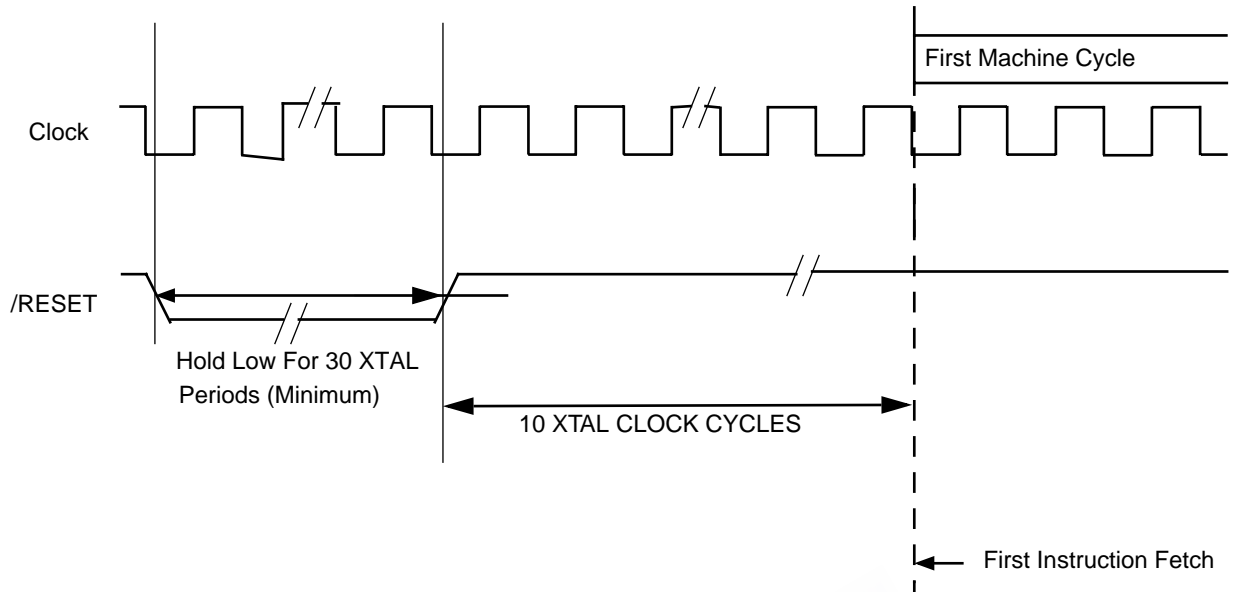 First Machine Cycle
Clock
/RESET
Hold Low For 30 XTAL
Periods (Minimum)
10 XTAL CLOCK CYCLES
First Instruction Fetch